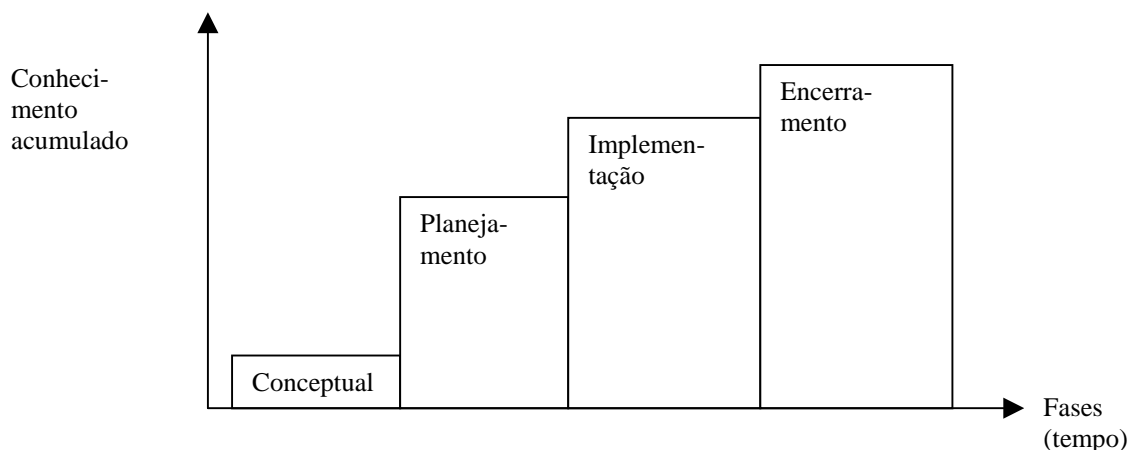 Conheci-
mento
acumulado
Encerra-
mento
Implemen-
tação
Planeja-
mento
Conceptual
Fases
(tempo)